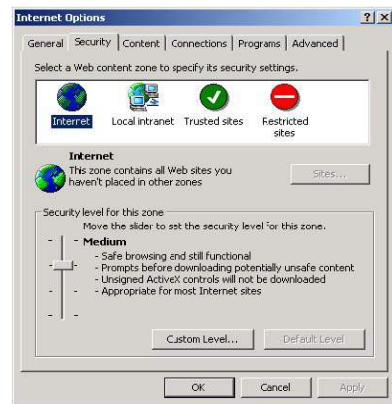 Internet Options
General Security Content Connections Programs Advanced
Select a Web content zone to specify its security settings.
Internet Local intranet Trusted sites Restricted sites
Internet
This zone contains all Web sites you
haven't placed in other zones
Sites...
Security level for this zone
Move the slider to set the security level for this zone.
Medium
- Safe browsing and still functional
- Prompts before downloading potentially unsafe content
- Unsigned ActiveX controls will not be downloaded
- Appropriate for most Internet sites
Custom Level... Default Level
OK Cancel Apply